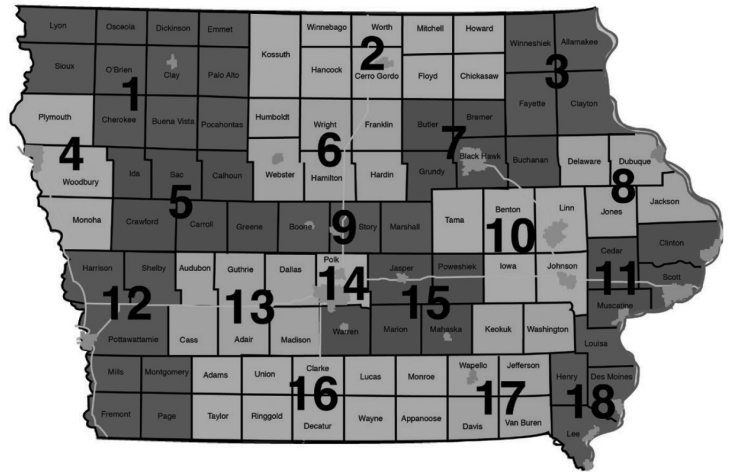 Lyon Osceola Dickinson Emmet Winnebago Worth Mitchell Howard
Kossuth 2 Winneshiek Allamakee
Sioux O'Brien Clay Palo Alto Hancock Cerro Gordo Floyd Chickasaw 3
1
Plymouth Cherokee Buena Vista Pocahontas Humboldt Wright Franklin Butler Bremer Fayette Clayton
6 7
4 Woodbury Ida Sac Calhoun Webster Hamilton Hardin Grundy Black Hawk Buchanan Delaware Dubuque
5 8
Monoha Crawford Carroll Greene Boone 9 Story Marshall Tama Benton Linn Jones Jackson
10
Harrison Shelby Audubon Guthrie Dallas Polk Jasper Poweshiek Iowa Johnson Cedar Clinton
12 13 14 15 11 Scott
Muscatine
Pottawattamie Cass Adair Madison Warren Marion Mahaska Keokuk Washington Louisa
Mills Montgomery Adams Union Clarke Lucas Monroe Wapello Jefferson Henry Des Moines
16 17 18
Fremont Page Taylor Ringgold Decatur Wayne Appanoose Davis Van Buren Lee